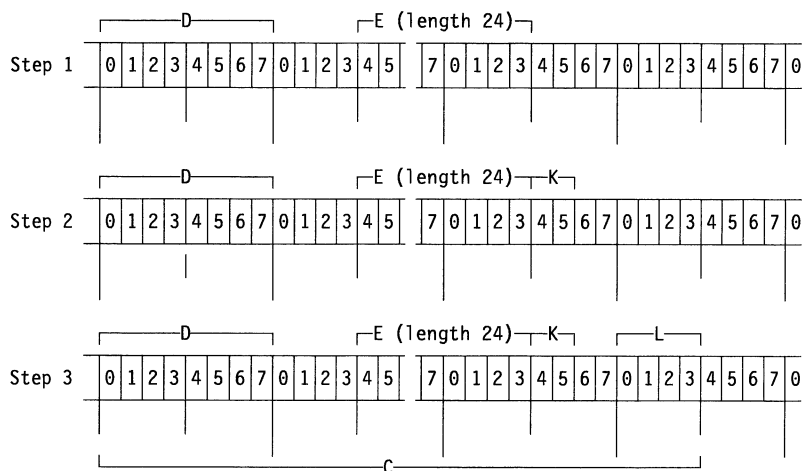 D E (length 24)
Step 1 0 1 2 3 4 5 6 7 0 1 2 3 4 5 7 0 1 2 3 4 5 6 7 0 1 2 3 4 5 6 7 0
D E (length 24) K
Step 2 0 1 2 3 4 5 6 7 0 1 2 3 4 5 7 0 1 2 3 4 5 6 7 0 1 2 3 4 5 6 7 0
D E (length 24) K L
Step 3 0 1 2 3 4 5 6 7 0 1 2 3 4 5 7 0 1 2 3 4 5 6 7 0 1 2 3 4 5 6 7 0
C